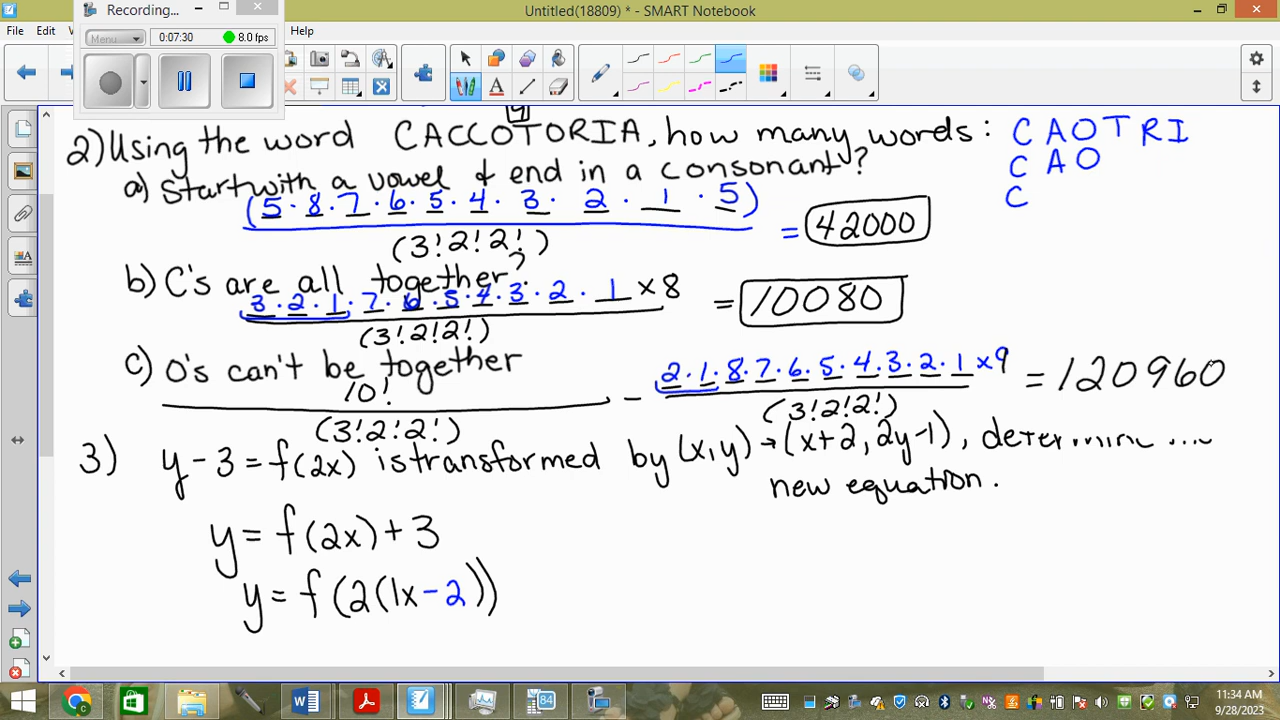 Untitled(18809) * - SMART Notebook
Recording...
Menu
0:07:30
8.0 fps
File
Help
4
2) Using the word CACCOTORIA, how many words : C A O T R I
a) Start with a vowel & end in a consonant? C A O
(5 · 8 · 7 · 6 · 5 · 4 · 3 · 2 · 1 · 5) C
(3! 2! 2!) = 42000
b) C's are all together?
3 · 2 · 1 · 7 · 6 · 5 · 4 · 3 · 2 · 1 × 8 = 10080
(3! 2! 2!)
c) O's can't be together
10! - 2 · 1 · 8 · 7 · 6 · 5 · 4 · 3 · 2 · 1 × 9 = 120960
(3! 2! 2!) (3! 2! 2!)
3) y - 3 = f(2x) is transformed by (x,y) → (x+2, 2y-1), determine ...
new equation.
y = f(2x) + 3
y = f(2(1x - 2))
84
11:34 AM
9/28/2023